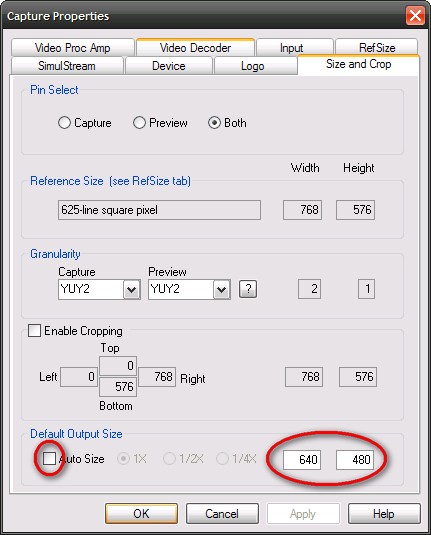 Capture Properties
Video Proc Amp Video Decoder Input RefSize
SimulStream Device Logo Size and Crop
Pin Select
Capture Preview Both
Width Height
Reference Size (see RefSize tab)
625-line square pixel 768 576
Granularity
Capture Preview
YUY2 YUY2 ? 2 1
Enable Cropping
Top
0
Left 0 768 Right 768 576
576
Bottom
Default Output Size
Auto Size 1X 1/2X 1/4X 640 480
OK Cancel Apply Help